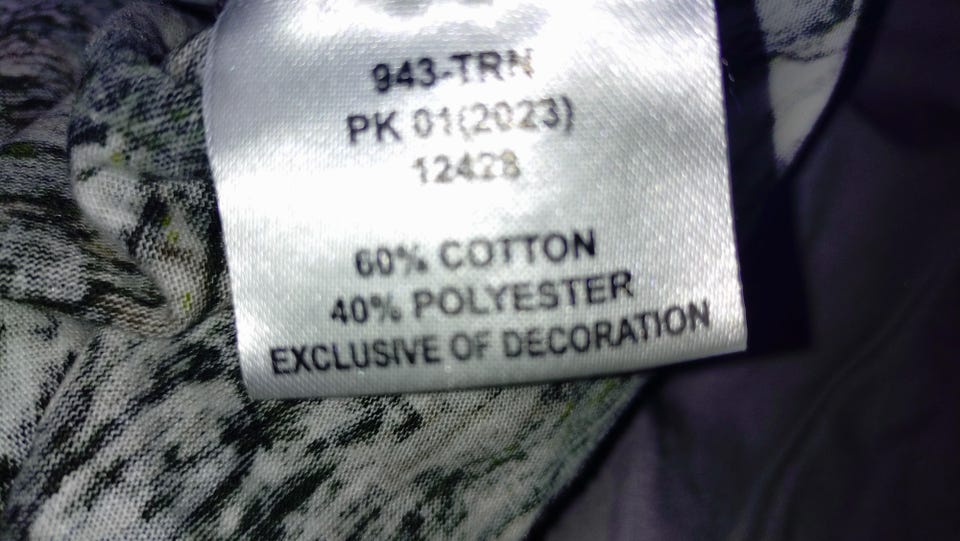 943-TRN
PK 01(2023)
12428
60% COTTON
40% POLYESTER
EXCLUSIVE OF DECORATION